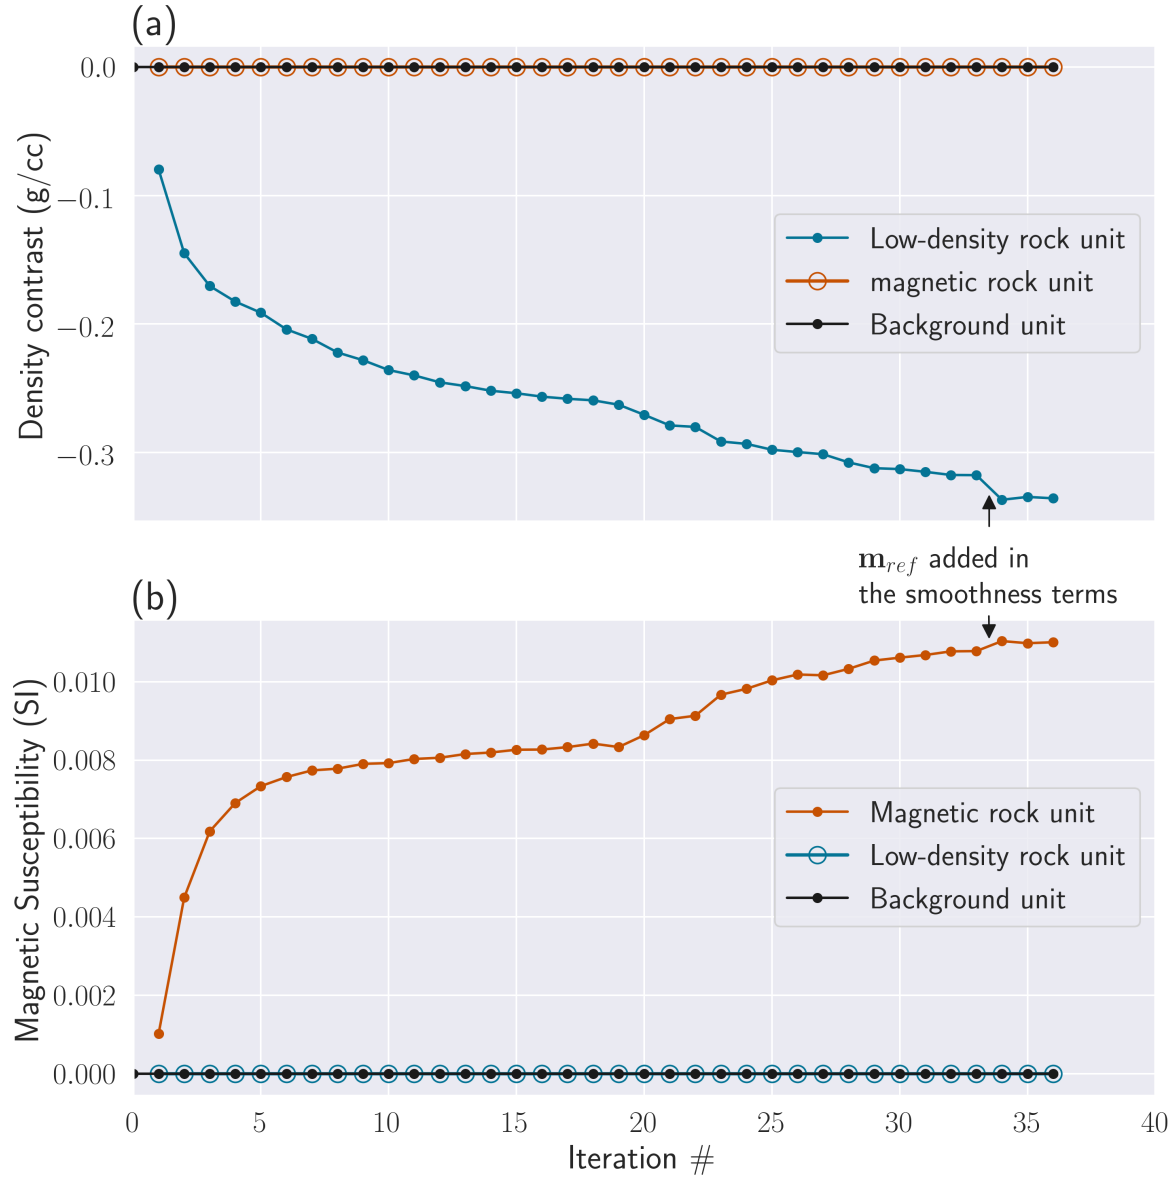 (a)
Density contrast (g/cc)
0.0
−0.1
−0.2
−0.3
Low-density rock unit
magnetic rock unit
Background unit
m_ref added in
the smoothness terms
(b)
Magnetic Susceptibility (SI)
0.010
0.008
0.006
0.004
0.002
0.000
Magnetic rock unit
Low-density rock unit
Background unit
0 5 10 15 20 25 30 35 40
Iteration #